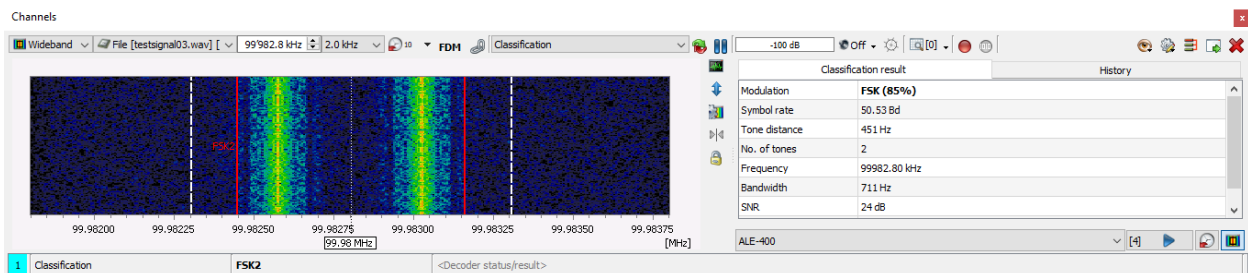 Channels x
Wideband File [testsignal03.wav] [ 99'982.8 kHz 2.0 kHz 10 FDM Classification -100 dB Off [0]
Classification result History
Modulation FSK (85%)
Symbol rate 50.53 Bd
Tone distance 451 Hz
No. of tones 2
Frequency 99982.80 kHz
Bandwidth 711 Hz
SNR 24 dB
FSK2
99.98200 99.98225 99.98250 99.98275 99.98300 99.98325 99.98350 99.98375
99.98 MHz [MHz]
ALE-400 [4]
1 Classification FSK2 <Decoder status/result>